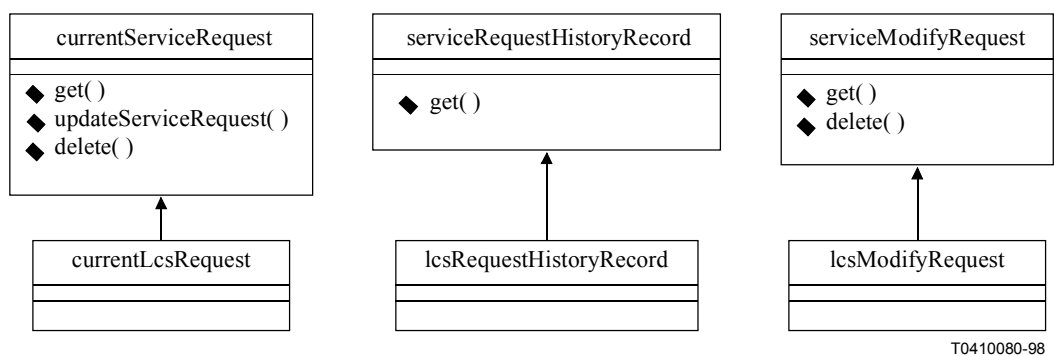 currentServiceRequest
get( )
updateServiceRequest( )
delete( )
serviceRequestHistoryRecord
get( )
serviceModifyRequest
get( )
delete( )
currentLcsRequest
lcsRequestHistoryRecord
lcsModifyRequest
T0410080-98